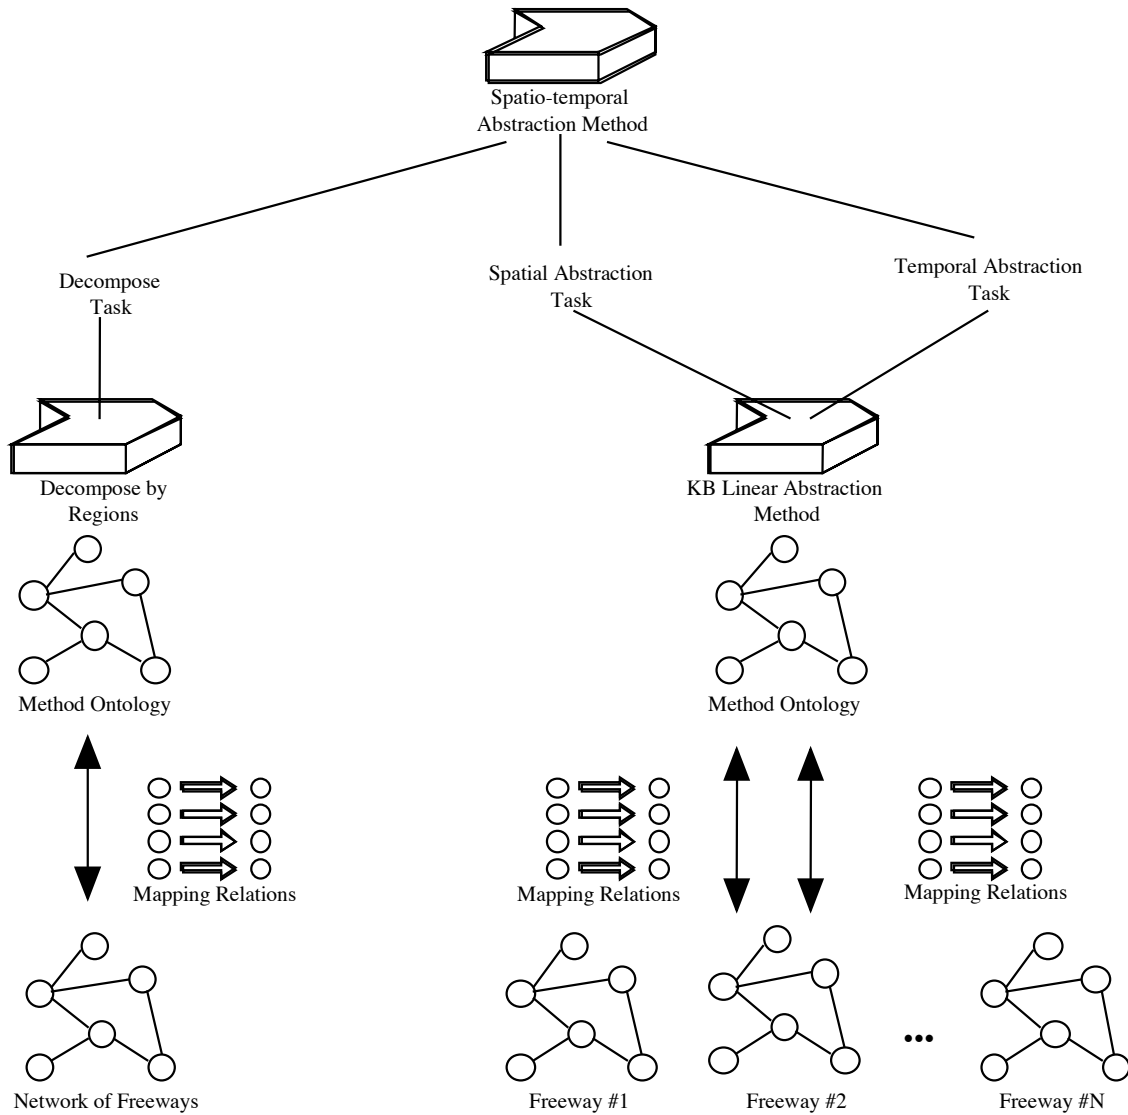 Spatio-temporal
Abstraction Method
Decompose
Task
Spatial Abstraction
Task
Temporal Abstraction
Task
Decompose by
Regions
KB Linear Abstraction
Method
Method Ontology
Method Ontology
Mapping Relations
Mapping Relations
Mapping Relations
Network of Freeways
Freeway #1
Freeway #2
...
Freeway #N